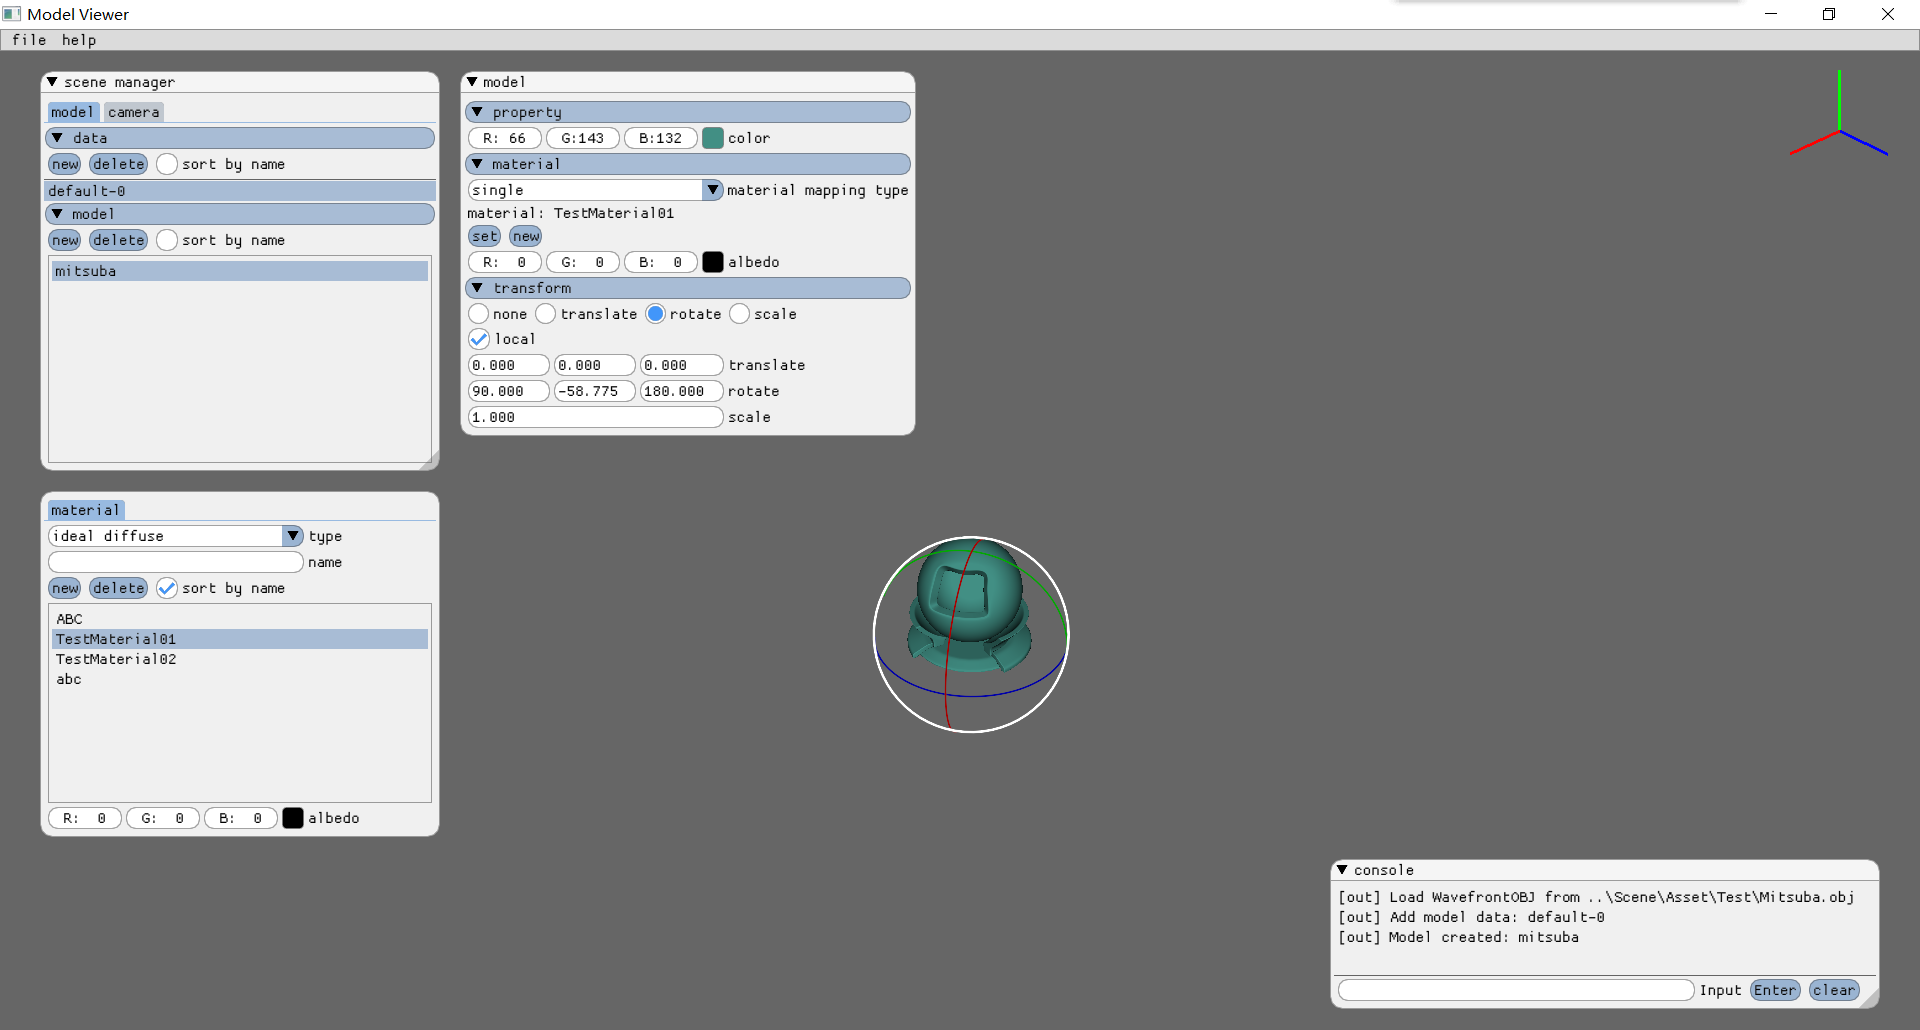 Model Viewer
file help
scene manager
model camera
data
new delete sort by name
default-0
model
new delete sort by name
mitsuba
material
ideal diffuse type
name
new delete sort by name
ABC
TestMaterial01
TestMaterial02
abc
R: 0 G: 0 B: 0 albedo
model
property
R: 66 G:143 B:132 color
material
single material mapping type
material: TestMaterial01
set new
R: 0 G: 0 B: 0 albedo
transform
none translate rotate scale
local
0.000 0.000 0.000 translate
90.000 -58.775 180.000 rotate
1.000 scale
console
[out] Load WavefrontOBJ from ..\Scene\Asset\Test\Mitsuba.obj
[out] Add model data: default-0
[out] Model created: mitsuba
Input Enter clear